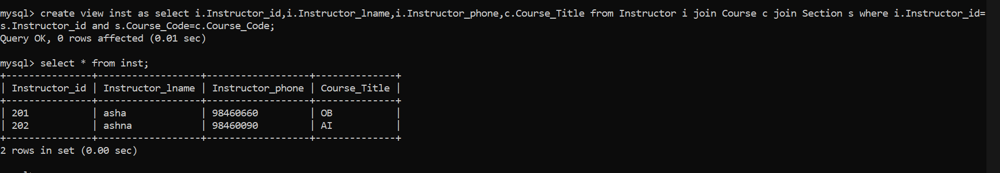 mysql> create view inst as select i.Instructor_id,i.Instructor_lname,i.Instructor_phone,c.Course_Title from Instructor i join Course c join Section s where i.Instructor_id=
s.Instructor_id and s.Course_Code=c.Course_Code;
Query OK, 0 rows affected (0.01 sec)
mysql> select * from inst;
+---------------+------------------+------------------+--------------+
| Instructor_id | Instructor_lname | Instructor_phone | Course_Title |
+---------------+------------------+------------------+--------------+
| 201           | asha             | 98460660         | OB           |
| 202           | ashna            | 98460090         | AI           |
+---------------+------------------+------------------+--------------+
2 rows in set (0.00 sec)